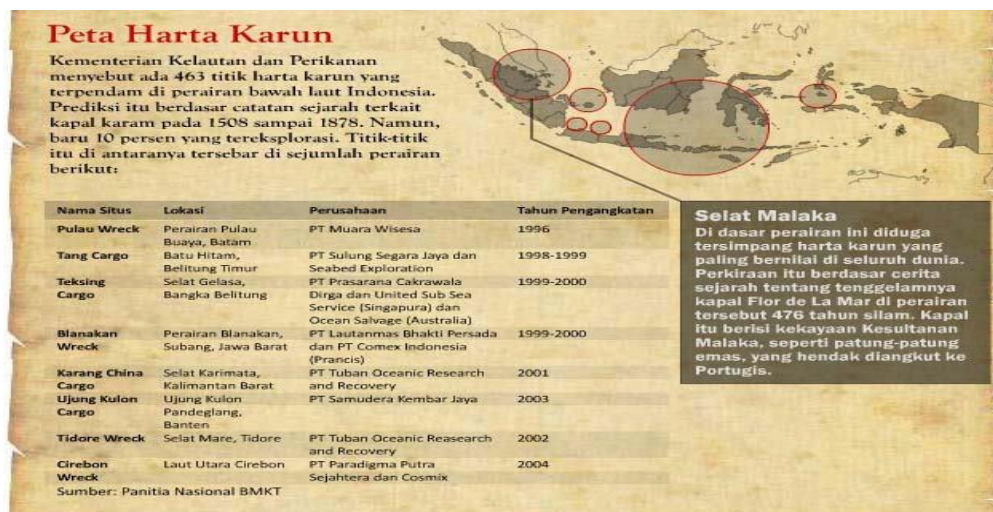 Peta Harta Karun
Kementerian Kelautan dan Perikanan
menyebut ada 463 titik harta karun yang
terpendam di perairan bawah laut Indonesia.
Prediksi itu berdasar catatan sejarah terkait
kapal karam pada 1508 sampai 1878. Namun,
baru 10 persen yang tereksplorasi. Titik-titik
itu di antaranya tersebar di sejumlah perairan
berikut:
Nama Situs Lokasi Perusahaan Tahun Pengangkatan
Pulau Wreck Perairan Pulau PT Muara Wisesa 1996
Buaya, Batam
Tang Cargo Batu Hitam, PT Sulung Segara Jaya dan 1998-1999
Belitung Timur Seabed Exploration
Teksing Selat Gelasa, PT Prasarana Cakrawala 1999-2000
Cargo Bangka Belitung Dirga dan United Sub Sea
Service (Singapura) dan
Ocean Salvage (Australia)
Blanakan Perairan Blanakan, PT Lautanmas Bhakti Persada 1999-2000
Wreck Subang, Jawa Barat dan PT Comex Indonesia
(Prancis)
Karang China Selat Karimata, PT Tuban Oceanic Research 2001
Cargo Kalimantan Barat and Recovery
Ujung Kulon Ujung Kulon PT Samudera Kembar Jaya 2003
Cargo Pandeglang,
Banten
Tidore Wreck Selat Mare, Tidore PT Tuban Oceanic Reasearch 2002
and Recovery
Cirebon Laut Utara Cirebon PT Paradigma Putra 2004
Wreck Sejahtera dan Cosmix
Sumber: Panitia Nasional BMKT
Selat Malaka
Di dasar perairan ini diduga
tersimpang harta karun yang
paling bernilai di seluruh dunia.
Perkiraan itu berdasar cerita
sejarah tentang tenggelamnya
kapal Flor de La Mar di perairan
tersebut 476 tahun silam. Kapal
itu berisi kekayaan Kesultanan
Malaka, seperti patung-patung
emas, yang hendak diangkut ke
Portugis.